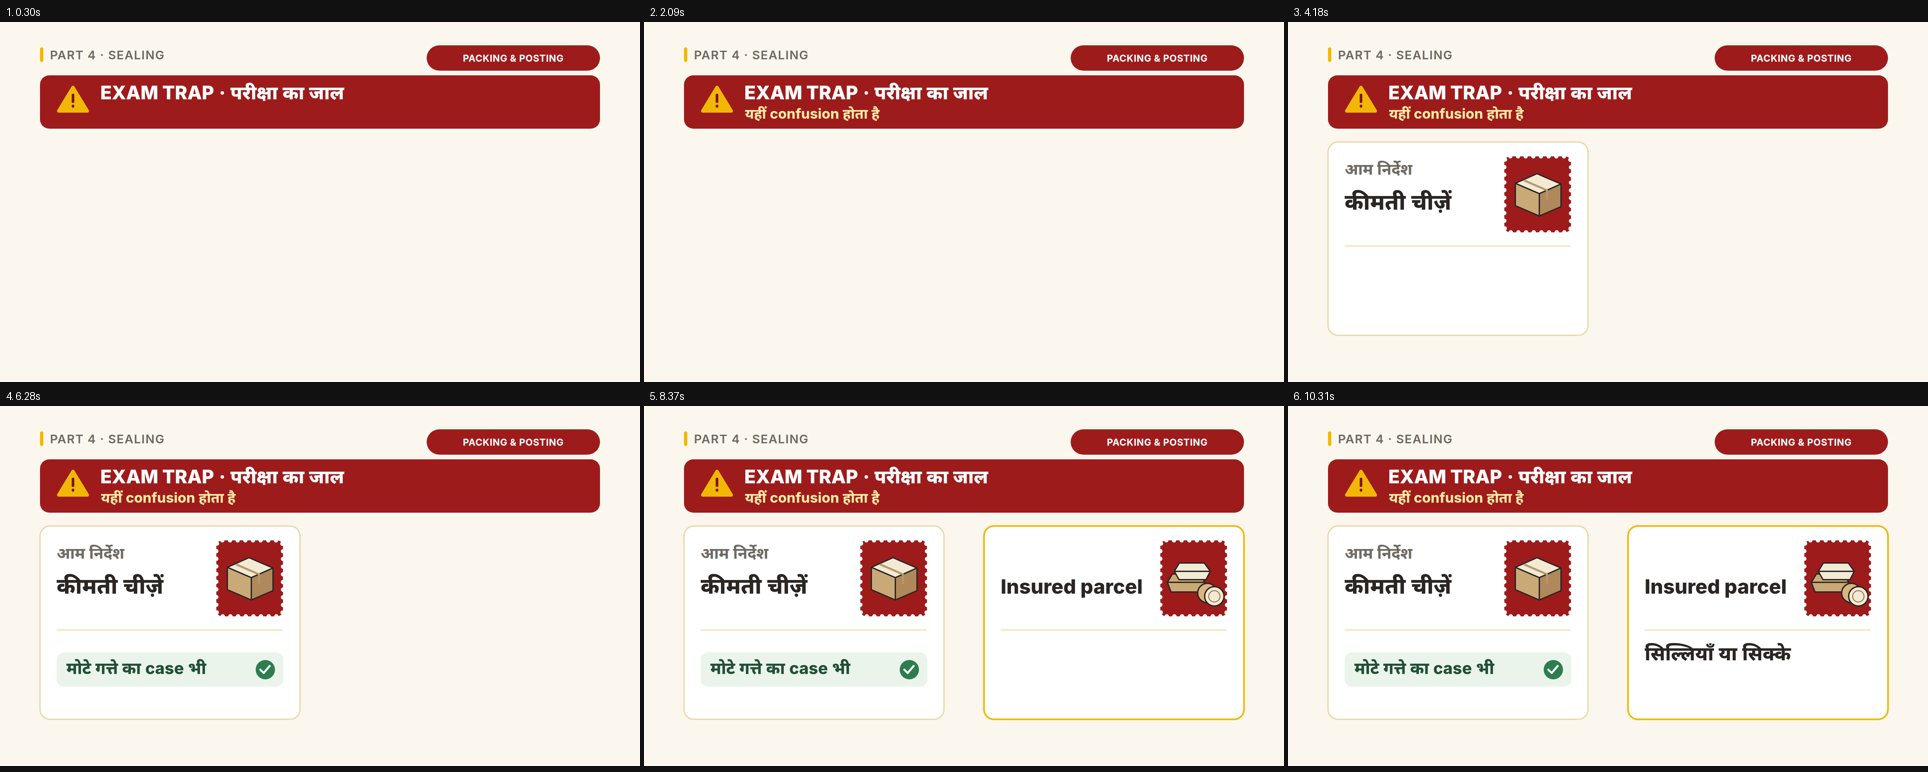 1. 0.30s
PART 4 · SEALING
PACKING & POSTING
EXAM TRAP · परीक्षा का जाल
2. 2.09s
PART 4 · SEALING
PACKING & POSTING
EXAM TRAP · परीक्षा का जाल
यहीं confusion होता है
3. 4.18s
PART 4 · SEALING
PACKING & POSTING
EXAM TRAP · परीक्षा का जाल
यहीं confusion होता है
आम निर्देश
कीमती चीज़ें
4. 6.28s
PART 4 · SEALING
PACKING & POSTING
EXAM TRAP · परीक्षा का जाल
यहीं confusion होता है
आम निर्देश
कीमती चीज़ें
मोटे गत्ते का case भी
5. 8.37s
PART 4 · SEALING
PACKING & POSTING
EXAM TRAP · परीक्षा का जाल
यहीं confusion होता है
आम निर्देश
कीमती चीज़ें
मोटे गत्ते का case भी
Insured parcel
6. 10.31s
PART 4 · SEALING
PACKING & POSTING
EXAM TRAP · परीक्षा का जाल
यहीं confusion होता है
आम निर्देश
कीमती चीज़ें
मोटे गत्ते का case भी
Insured parcel
सिल्लियाँ या सिक्के